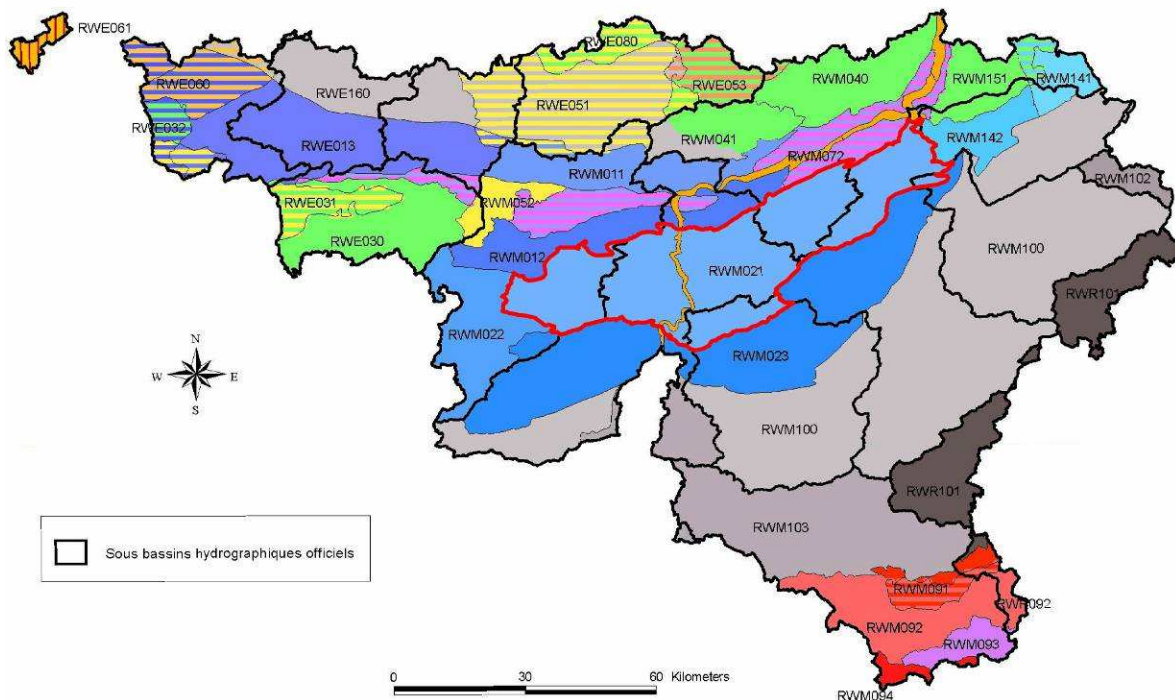 RWE061
RWE080
RWE060
RWE160
RWE053
RWM040
RWM151
RWM141
RWE051
RWE032
RWM041
RWM142
RWE013
RWM072
RWM011
RWM102
RWE031
RWM052
RWM100
RWE030
RWM012
RWM021
RWR101
RWM022
RWM023
N
W E
S
RWM100
RWR101
RWM103
Sous bassins hydrographiques officiels
RWM091
RWR092
RWM092
RWM093
0 30 60 Kilometers
RWM094